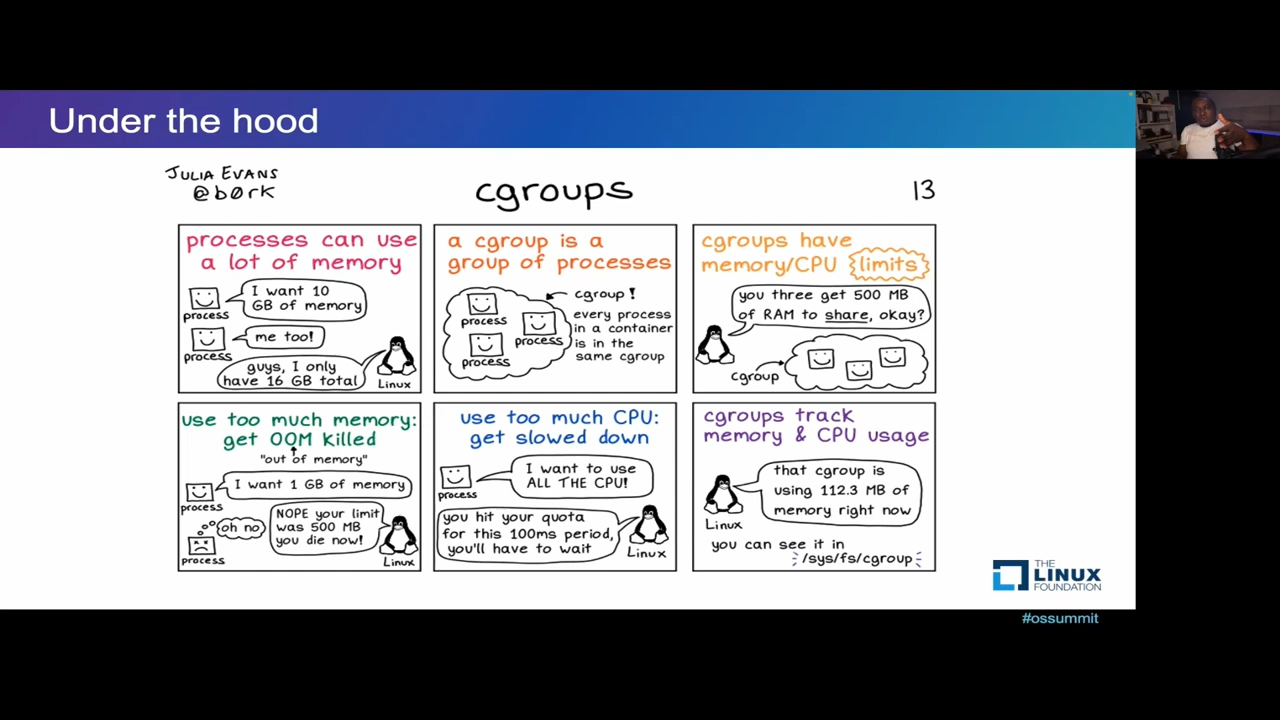 Under the hood
JULIA EVANS
@b0rk
cgroups
13
processes can use
a lot of memory
I want 10
GB of memory
process
me too!
process
guys, I only
have 16 GB total
Linux
a cgroup is a
group of processes
cgroup!
process
process
process
every process
in a container
is in the
same cgroup
cgroups have
memory/CPU limits
you three get 500 MB
of RAM to share, okay?
cgroup
use too much memory:
get OOM killed
"out of memory"
I want 1 GB of memory
process
oh no
process
NOPE your limit
was 500 MB
you die now!
Linux
use too much CPU:
get slowed down
I want to use
ALL THE CPU!
process
you hit your quota
for this 100ms period,
you'll have to wait
Linux
cgroups track
memory & CPU usage
that cgroup is
using 112.3 MB of
memory right now
Linux
you can see it in
/sys/fs/cgroup
THE
LINUX
FOUNDATION
#ossummit